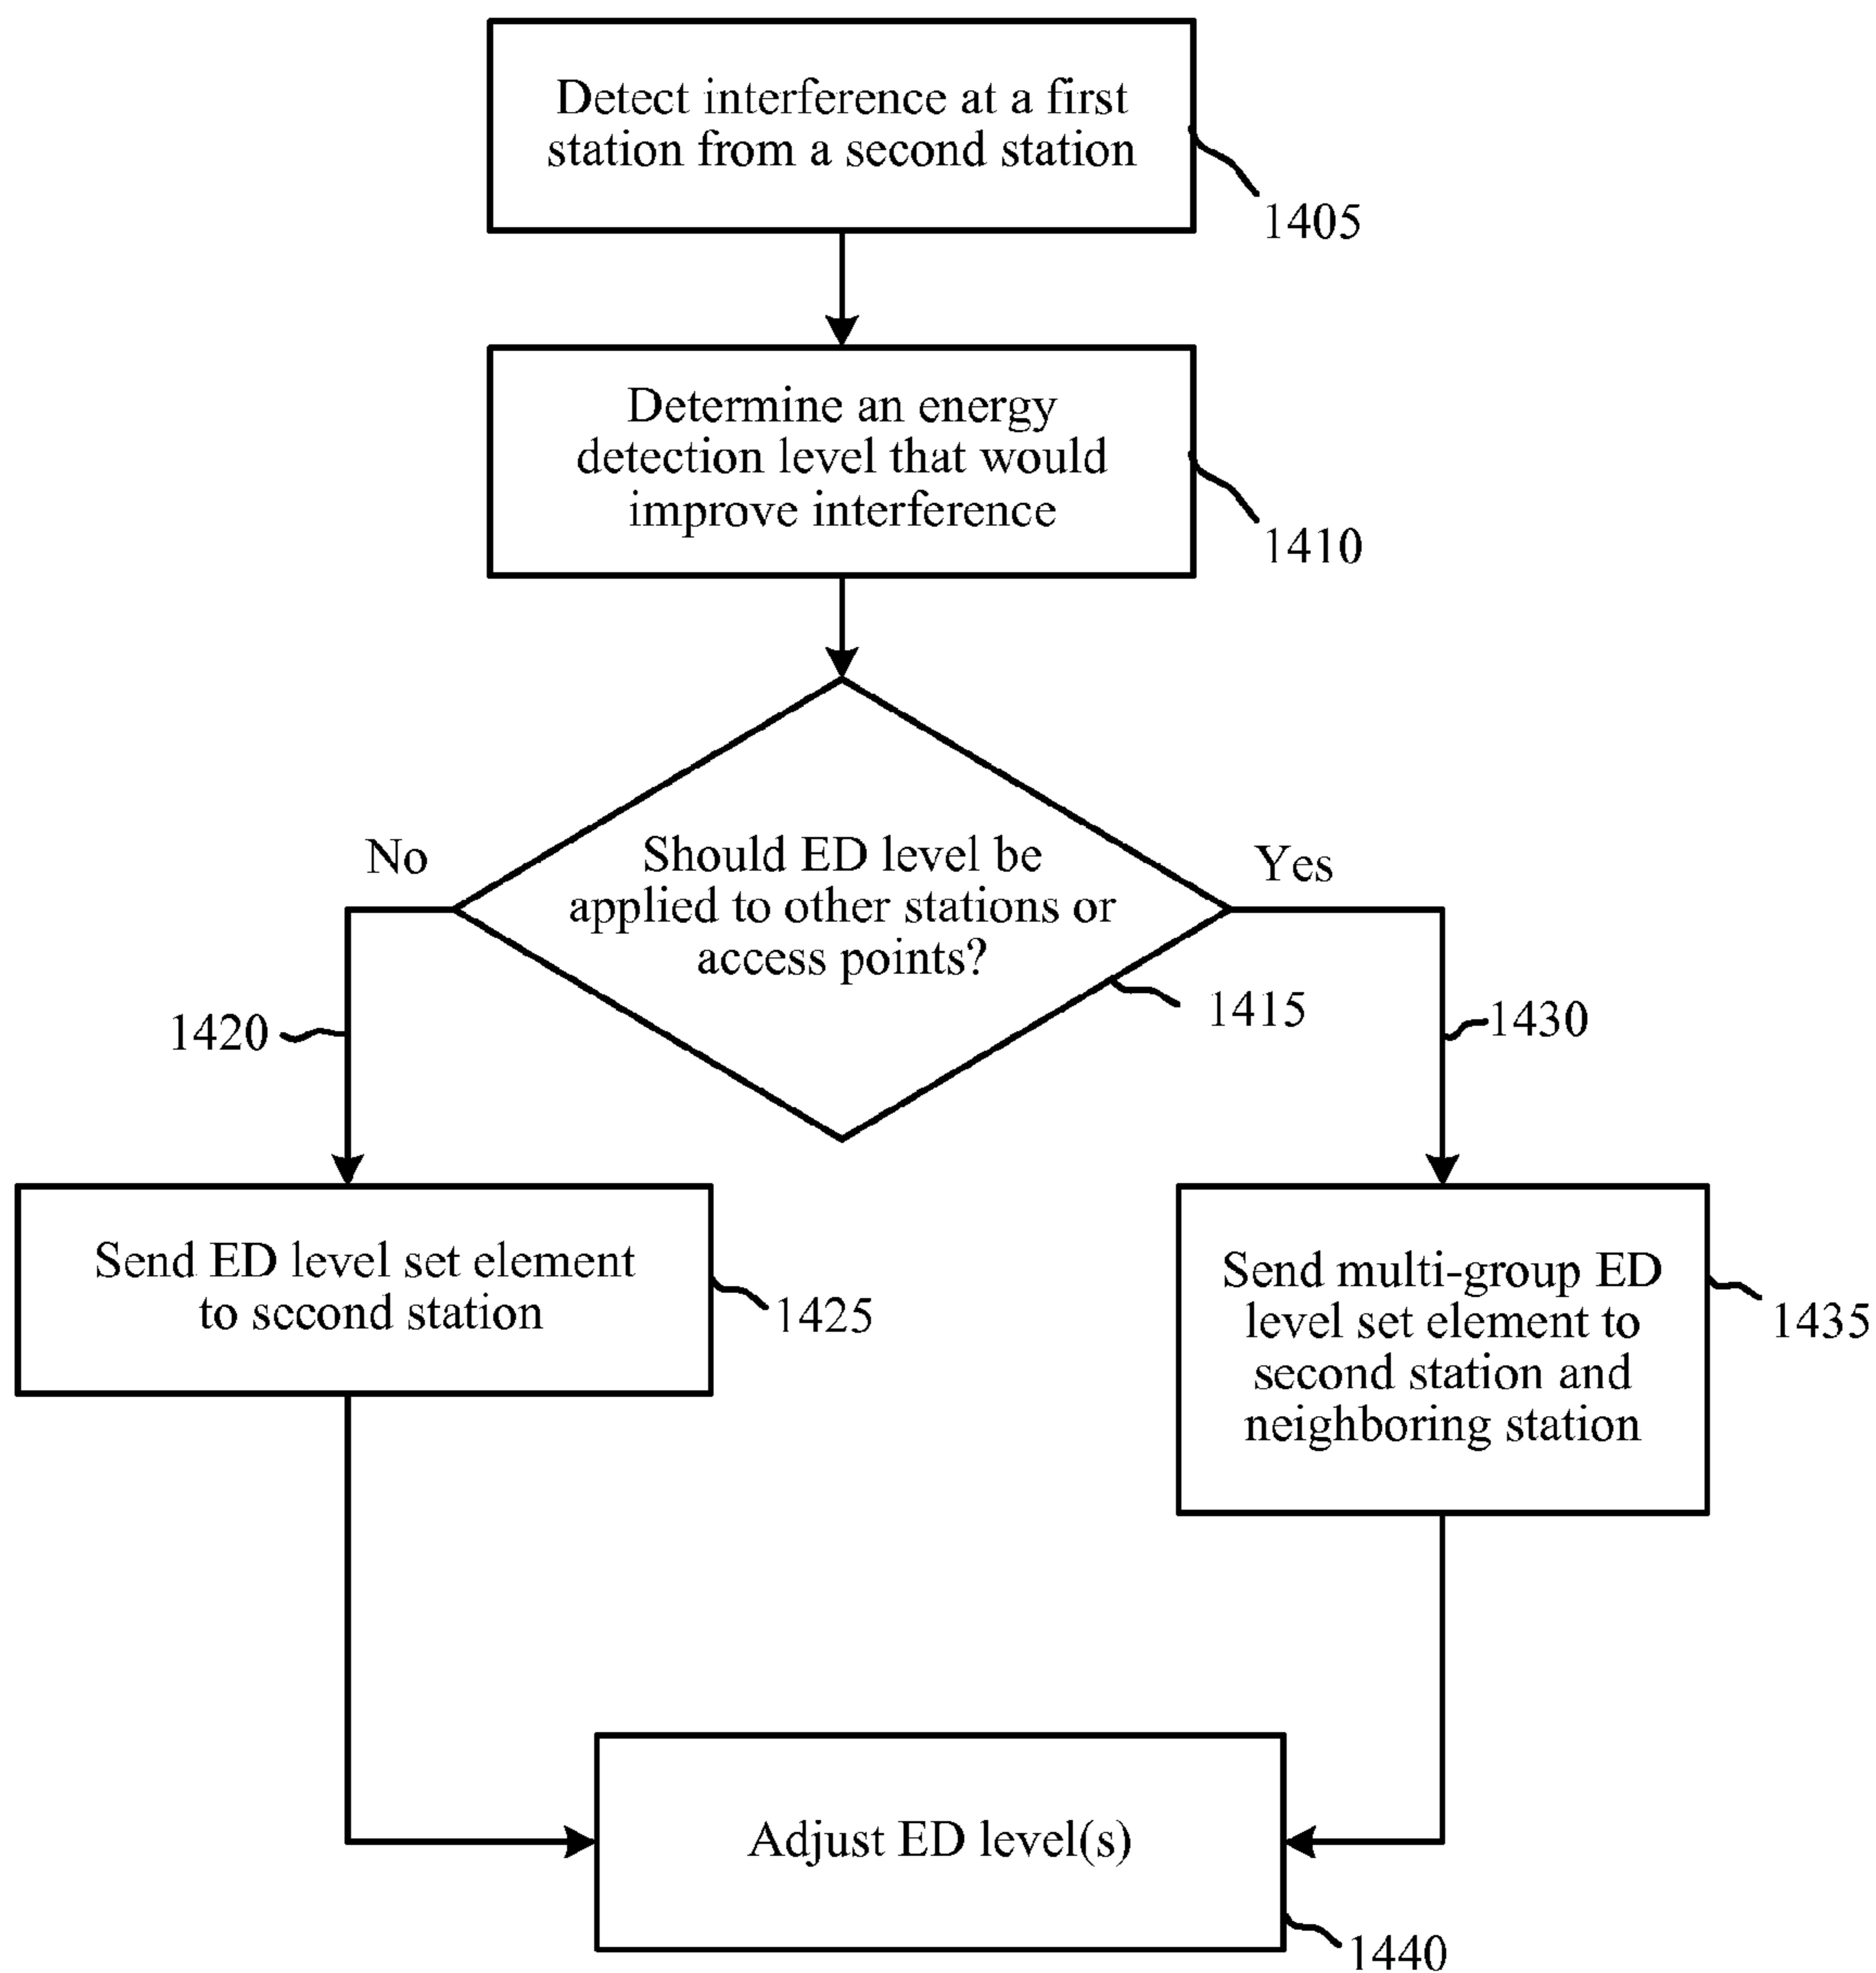 Detect interference at a first
station from a second station
1405
Determine an energy
detection level that would
improve interference
1410
No
Should ED level be
applied to other stations or
access points?
Yes
1415
1420
1430
Send ED level set element
to second station
1425
Send multi-group ED
level set element to
second station and
neighboring station
1435
Adjust ED level(s)
1440